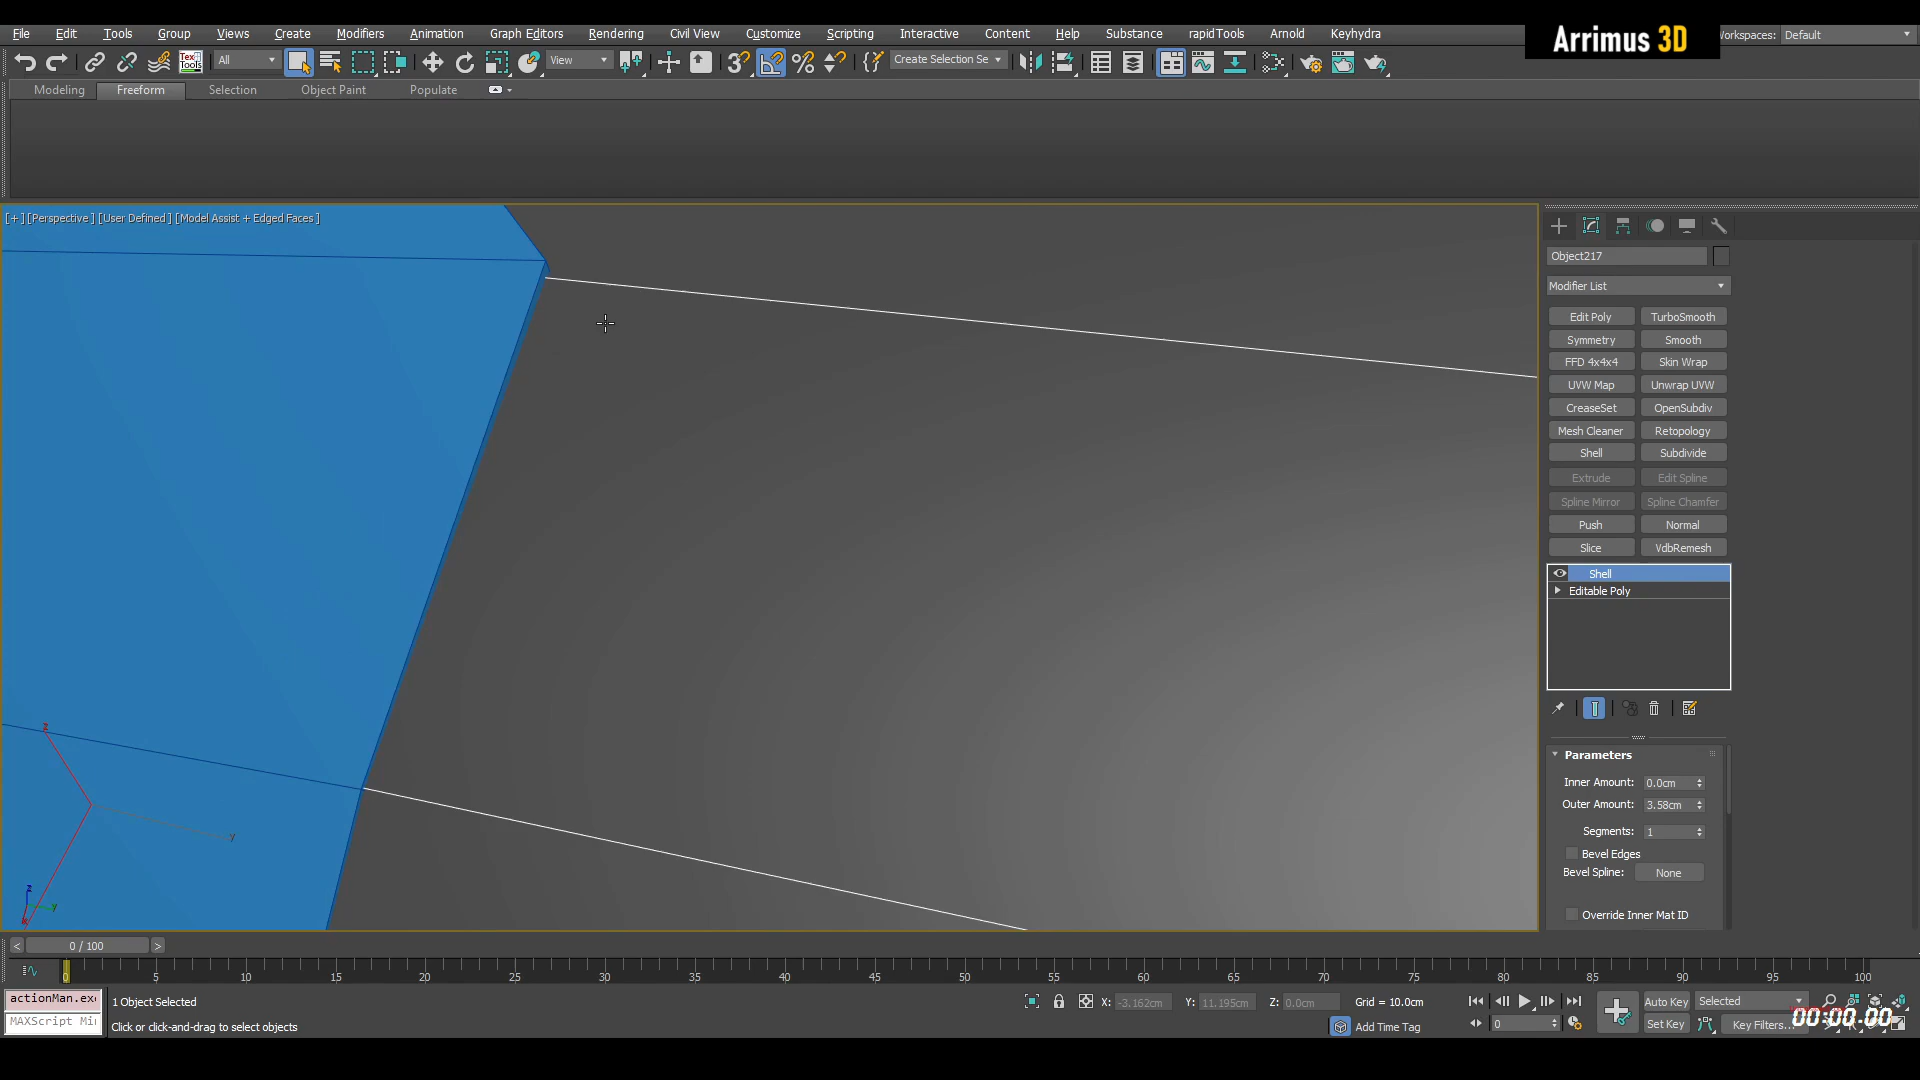 File Edit Tools Group Views Create Modifiers Animation Graph Editors Rendering Civil View Customize Scripting Interactive Content Help Substance rapidTools Arnold Keyhydra
Arrimus 3D
orkspaces: Default
All View Create Selection Se
Modeling Freeform Selection Object Paint Populate
[+] [Perspective] [User Defined] [Model Assist + Edged Faces]
Object217
Modifier List
Edit Poly TurboSmooth
Symmetry Smooth
FFD 4x4x4 Skin Wrap
UVW Map Unwrap UVW
CreaseSet OpenSubdiv
Mesh Cleaner Retopology
Shell Subdivide
Extrude Edit Spline
Spline Mirror Spline Chamfer
Push Normal
Slice VdbRemesh
Shell
Editable Poly
Parameters
Inner Amount: 0.0cm
Outer Amount: 3.58cm
Segments: 1
Bevel Edges
Bevel Spline: None
Override Inner Mat ID
z
y
z
y
x
< 0 / 100 >
0 5 10 15 20 25 30 35 40 45 50 55 60 65 70 75 80 85 90 95 100
actionMan.exe
MAXScript Mi
1 Object Selected
Click or click-and-drag to select objects
X: -3.162cm Y: 11.195cm Z: 0.0cm Grid = 10.0cm
Add Time Tag
0
Auto Key Selected
Set Key Key Filters...
00:00.00